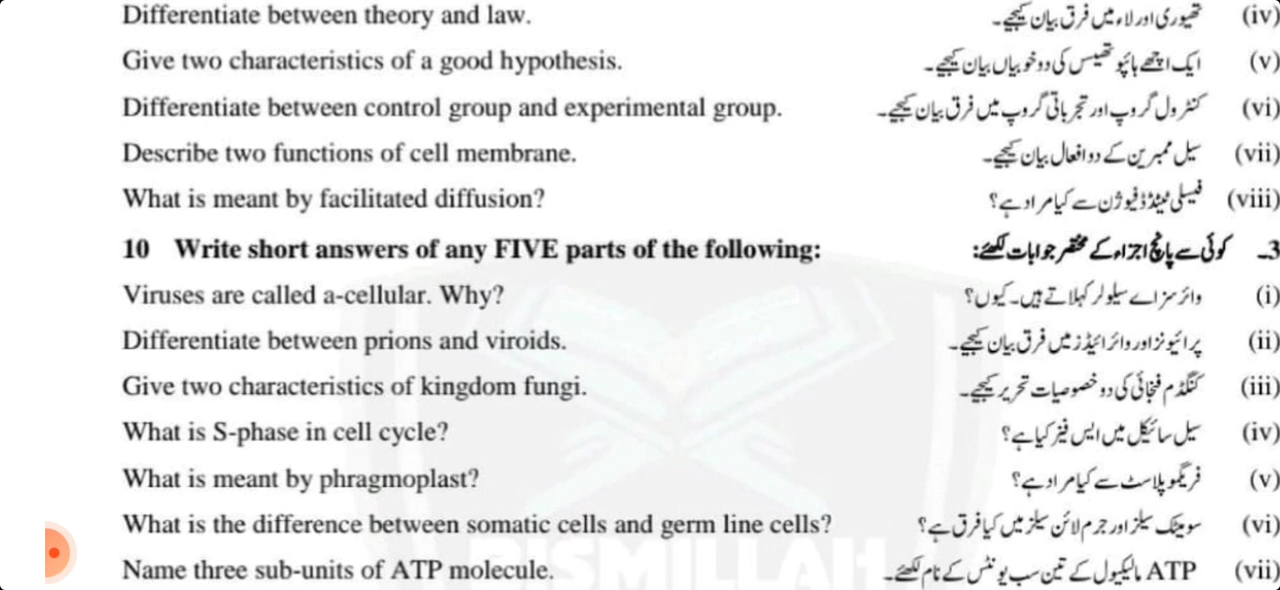 Differentiate between theory and law. تھیوری اور لاء میں فرق بیان کیجیے۔ (iv)
Give two characteristics of a good hypothesis. ایک اچھے ہائپوتھیسس کی دو خوبیاں بیان کیجیے۔ (v)
Differentiate between control group and experimental group. کنٹرول گروپ اور تجرباتی گروپ میں فرق بیان کیجیے۔ (vi)
Describe two functions of cell membrane. سیل ممبرین کے دو افعال بیان کیجیے۔ (vii)
What is meant by facilitated diffusion? فیسیلی ٹیٹڈ ڈفیوژن سے کیا مراد ہے؟ (viii)
10 Write short answers of any FIVE parts of the following: کوئی سے پانچ اجزاء کے مختصر جوابات لکھئے: 3۔
Viruses are called a-cellular. Why? وائرسز اے سیلولر کہلاتے ہیں۔ کیوں؟ (i)
Differentiate between prions and viroids. پرائیونز اور وائرائیڈز میں فرق بیان کیجیے۔ (ii)
Give two characteristics of kingdom fungi. کنگڈم فنجائی کی دو خصوصیات تحریر کیجیے۔ (iii)
What is S-phase in cell cycle? سیل سائیکل میں ایس فیز کیا ہے؟ (iv)
What is meant by phragmoplast? فریگموپلاسٹ سے کیا مراد ہے؟ (v)
What is the difference between somatic cells and germ line cells? سومیٹک سیلز اور جرم لائن سیلز میں کیا فرق ہے؟ (vi)
Name three sub-units of ATP molecule. ATP مالیکیول کے تین سب یونٹس کے نام لکھئے۔ (vii)
BISMILLAH